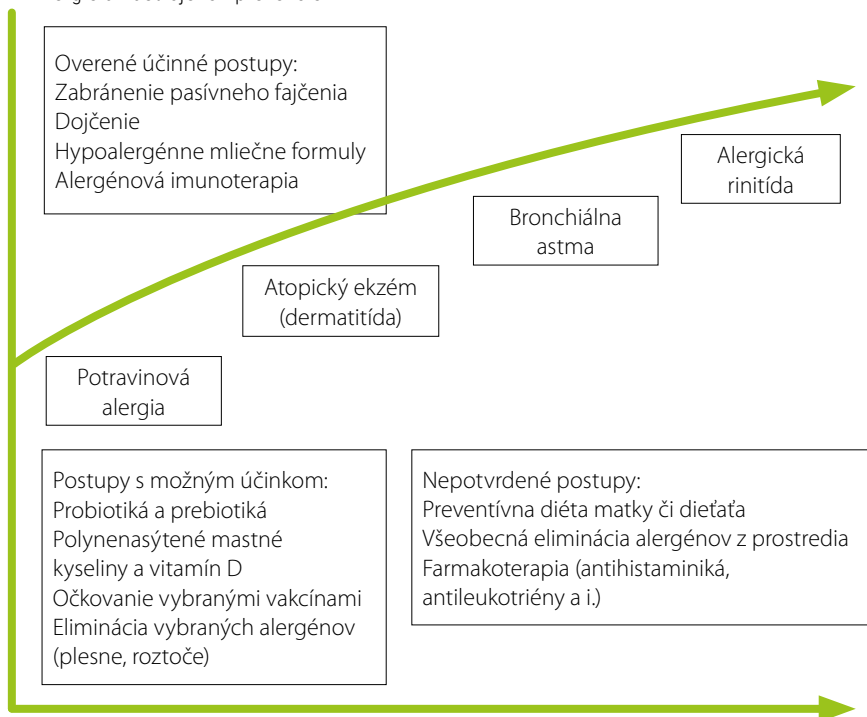 Overené účinné postupy:
Zabránenie pasívneho fajčenia
Dojčenie
Hypoalergénne mliečne formuly
Alergénová imunoterapia
Alergická
rinitída
Bronchiálna
astma
Atopický ekzém
(dermatitída)
Potravinová
alergia
Postupy s možným účinkom:
Probiotiká a prebiotiká
Polynenasýtené mastné
kyseliny a vitamín D
Očkovanie vybranými vakcínami
Eliminácia vybraných alergénov
(plesne, roztoče)
Nepotvrdené postupy:
Preventívna diéta matky či dieťaťa
Všeobecná eliminácia alergénov z prostredia
Farmakoterapia (antihistaminiká,
antileukotriény a i.)